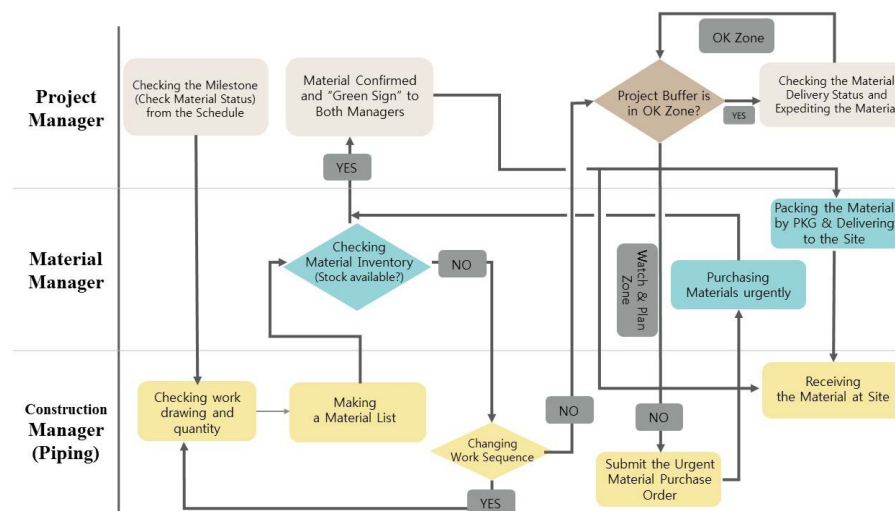 OK Zone
Project
Manager
Checking the Milestone
(Check Material Status)
from the Schedule
Material Confirmed
and “Green Sign” to
Both Managers
Project Buffer is
in OK Zone?
YES
Checking the Material
Delivery Status and
Expediting the Materia
YES
Material
Manager
Checking
Material Inventory
(Stock available?)
NO
Watch & Plan
Zone
Purchasing
Materials urgently
Packing the Material
by PKG & Delivering
to the Site
Construction
Manager
(Piping)
Checking work
drawing and
quantity
Making
a Material List
Changing
Work Sequence
YES
NO
NO
Submit the Urgent
Material Purchase
Order
Receiving
the Material at Site